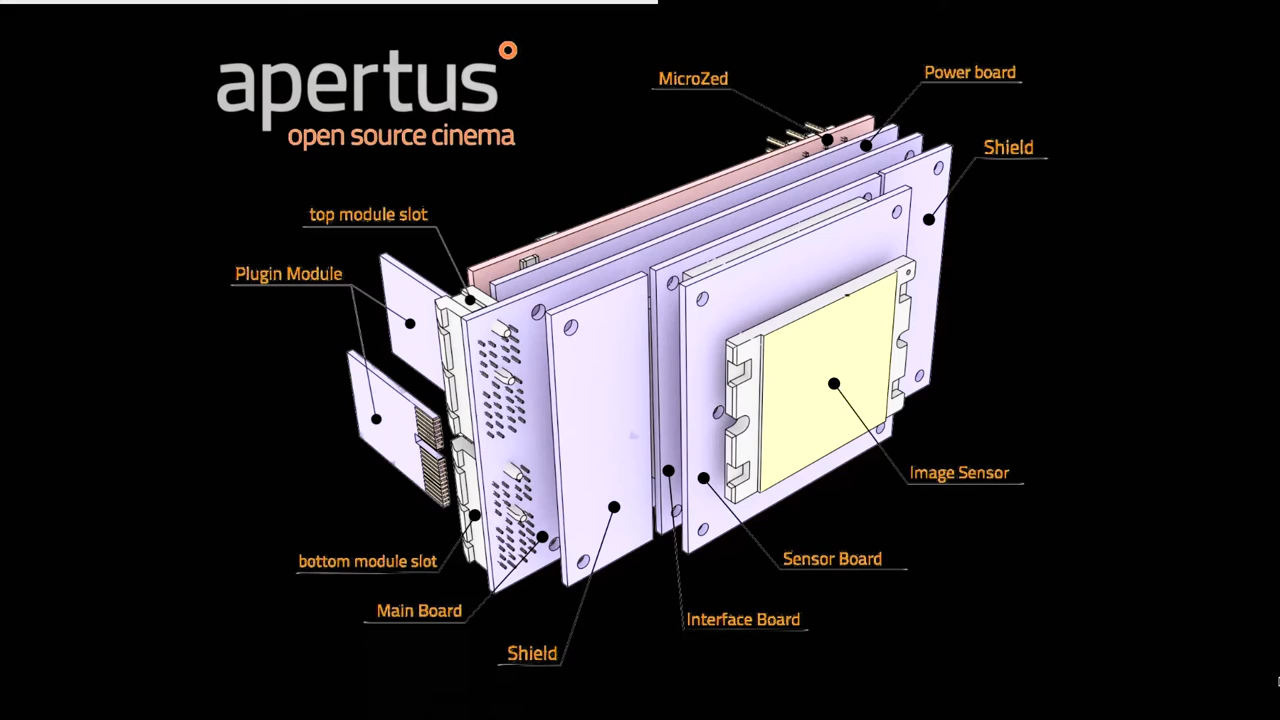 apertus°
open source cinema
MicroZed
Power board
Shield
top module slot
Plugin Module
Image Sensor
bottom module slot
Sensor Board
Main Board
Interface Board
Shield